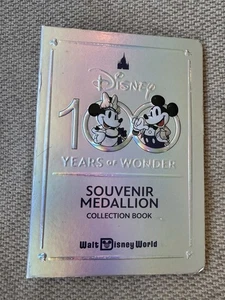 Disney
100
YEARS OF WONDER
SOUVENIR
MEDALLION
COLLECTION BOOK
Walt Disney World